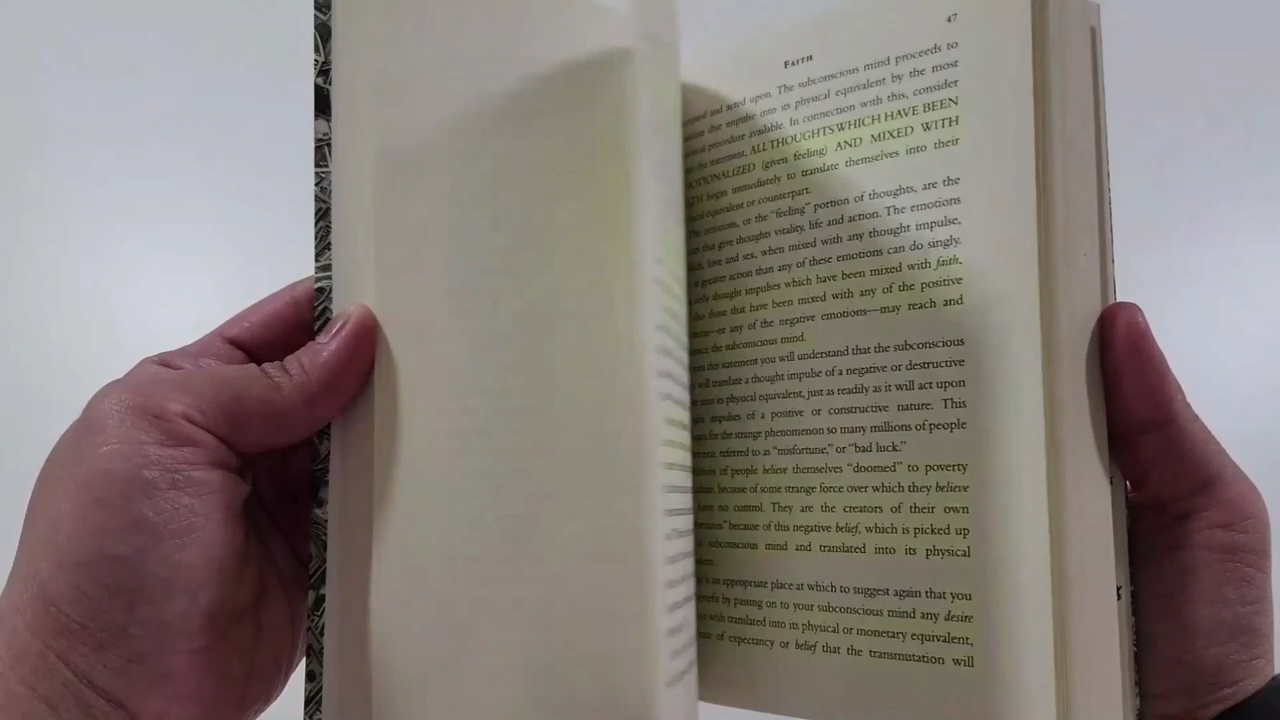 47
FAITH
and acted upon. The subconscious mind proceeds to
that impulse into its physical equivalent by the most
procedure available. In connection with this, consider
the statement, ALL THOUGHTS WHICH HAVE BEEN
(given feeling) AND MIXED WITH
begin immediately to translate themselves into their
equivalent or counterpart.
The emotions, or the "feeling" portion of thoughts, are the
that give thoughts vitality, life and action. The emotions
love and sex, when mixed with any thought impulse,
greater action than any of these emotions can do singly.
thought impulses which have been mixed with faith,
those that have been mixed with any of the positive
or any of the negative emotions—may reach and
the subconscious mind.
this statement you will understand that the subconscious
will translate a thought impulse of a negative or destructive
into its physical equivalent, just as readily as it will act upon
impulses of a positive or constructive nature. This
for the strange phenomenon so many millions of people
referred to as "misfortune," or "bad luck."
of people believe themselves "doomed" to poverty
because of some strange force over which they believe
have no control. They are the creators of their own
because of this negative belief, which is picked up
subconscious mind and translated into its physical
is an appropriate place at which to suggest again that you
by passing on to your subconscious mind any desire
wish translated into its physical or monetary equivalent,
of expectancy or belief that the transmutation will